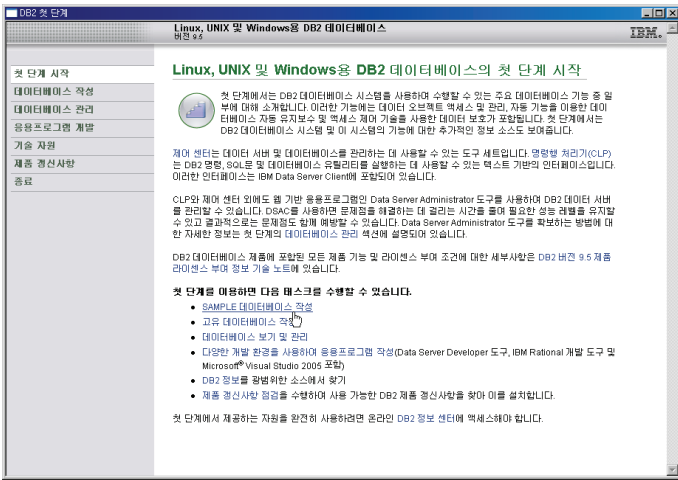 DB2 첫 단계
Linux, UNIX 및 Windows용 DB2 데이터베이스
버전 9.5
IBM.
첫 단계 시작
데이터베이스 작성
데이터베이스 관리
응용프로그램 개발
기술 자원
제품 갱신사항
종료
Linux, UNIX 및 Windows용 DB2 데이터베이스의 첫 단계 시작
첫 단계에서는 DB2 데이터베이스 시스템을 사용하여 수행할 수 있는 주요 데이터베이스 기능 중 일
부에 대해 소개합니다. 이러한 기능에는 데이터 오브젝트 액세스 및 관리, 자동 기능을 이용한 데이
터베이스 자동 유지보수 및 액세스 제어 기술을 사용한 데이터 보호가 포함됩니다. 첫 단계에서는
DB2 데이터베이스 시스템 및 이 시스템의 기능에 대한 추가적인 정보 소스도 보여줍니다.
제어 센터는 데이터 서버 및 데이터베이스를 관리하는 데 사용할 수 있는 도구 세트입니다. 명령행 처리기(CLP)
는 DB2 명령, SQL문 및 데이터베이스 유틸리티를 실행하는 데 사용할 수 있는 텍스트 기반의 인터페이스입니다.
이러한 인터페이스는 IBM Data Server Client에 포함되어 있습니다.
CLP와 제어 센터 외에도 웹 기반 응용프로그램인 Data Server Administrator 도구를 사용하여 DB2 데이터 서버
를 관리할 수 있습니다. DSAC를 사용하면 문제점을 해결하는 데 걸리는 시간을 줄여 필요한 성능 레벨을 유지할
수 있고 결과적으로는 문제점도 함께 예방할 수 있습니다. Data Server Administrator 도구를 확보하는 방법에 대
한 자세한 정보는 첫 단계의 데이터베이스 관리 섹션에 설명되어 있습니다.
DB2 데이터베이스 제품에 포함된 모든 제품 기능 및 라이센스 부여 조건에 대한 세부사항은 DB2 버전 9.5 제품
라이센스 부여 정보 기술 노트에 있습니다.
첫 단계를 이용하면 다음 태스크를 수행할 수 있습니다.
• SAMPLE 데이터베이스 작성
• 고유 데이터베이스 작성
• 데이터베이스 보기 및 관리
• 다양한 개발 환경을 사용하여 응용프로그램 작성(Data Server Developer 도구, IBM Rational 개발 도구 및
Microsoft® Visual Studio 2005 포함)
• DB2 정보를 광범위한 소스에서 찾기
• 제품 갱신사항 점검을 수행하여 사용 가능한 DB2 제품 갱신사항을 찾아 이를 설치합니다.
첫 단계에서 제공하는 자원을 완전히 사용하려면 온라인 DB2 정보 센터에 액세스해야 합니다.